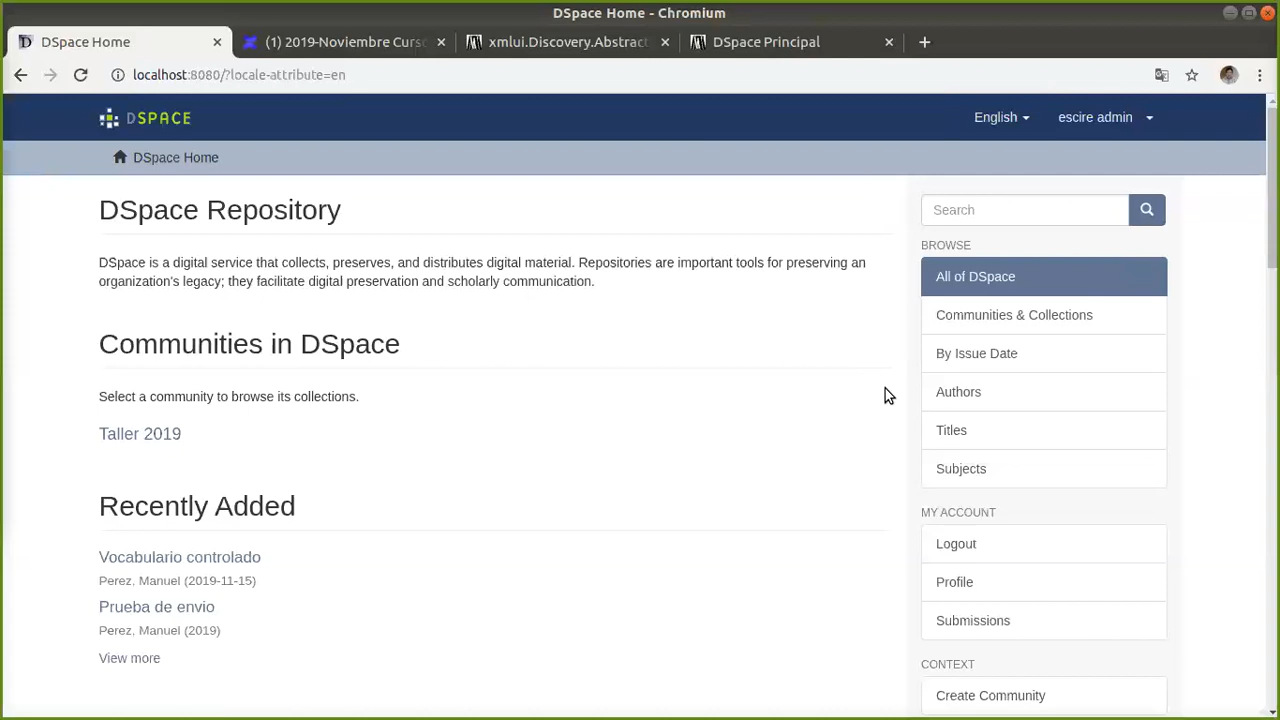 DSpace Home - Chromium
DSpace Home
(1) 2019-Noviembre Curso
xmlui.Discovery.Abstract
DSpace Principal
localhost:8080/?locale-attribute=en
DSPACE
English
escire admin
DSpace Home
DSpace Repository
DSpace is a digital service that collects, preserves, and distributes digital material. Repositories are important tools for preserving an
organization's legacy; they facilitate digital preservation and scholarly communication.
Communities in DSpace
Select a community to browse its collections.
Taller 2019
Recently Added
Vocabulario controlado
Perez, Manuel (2019-11-15)
Prueba de envio
Perez, Manuel (2019)
View more
Search
BROWSE
All of DSpace
Communities & Collections
By Issue Date
Authors
Titles
Subjects
MY ACCOUNT
Logout
Profile
Submissions
CONTEXT
Create Community